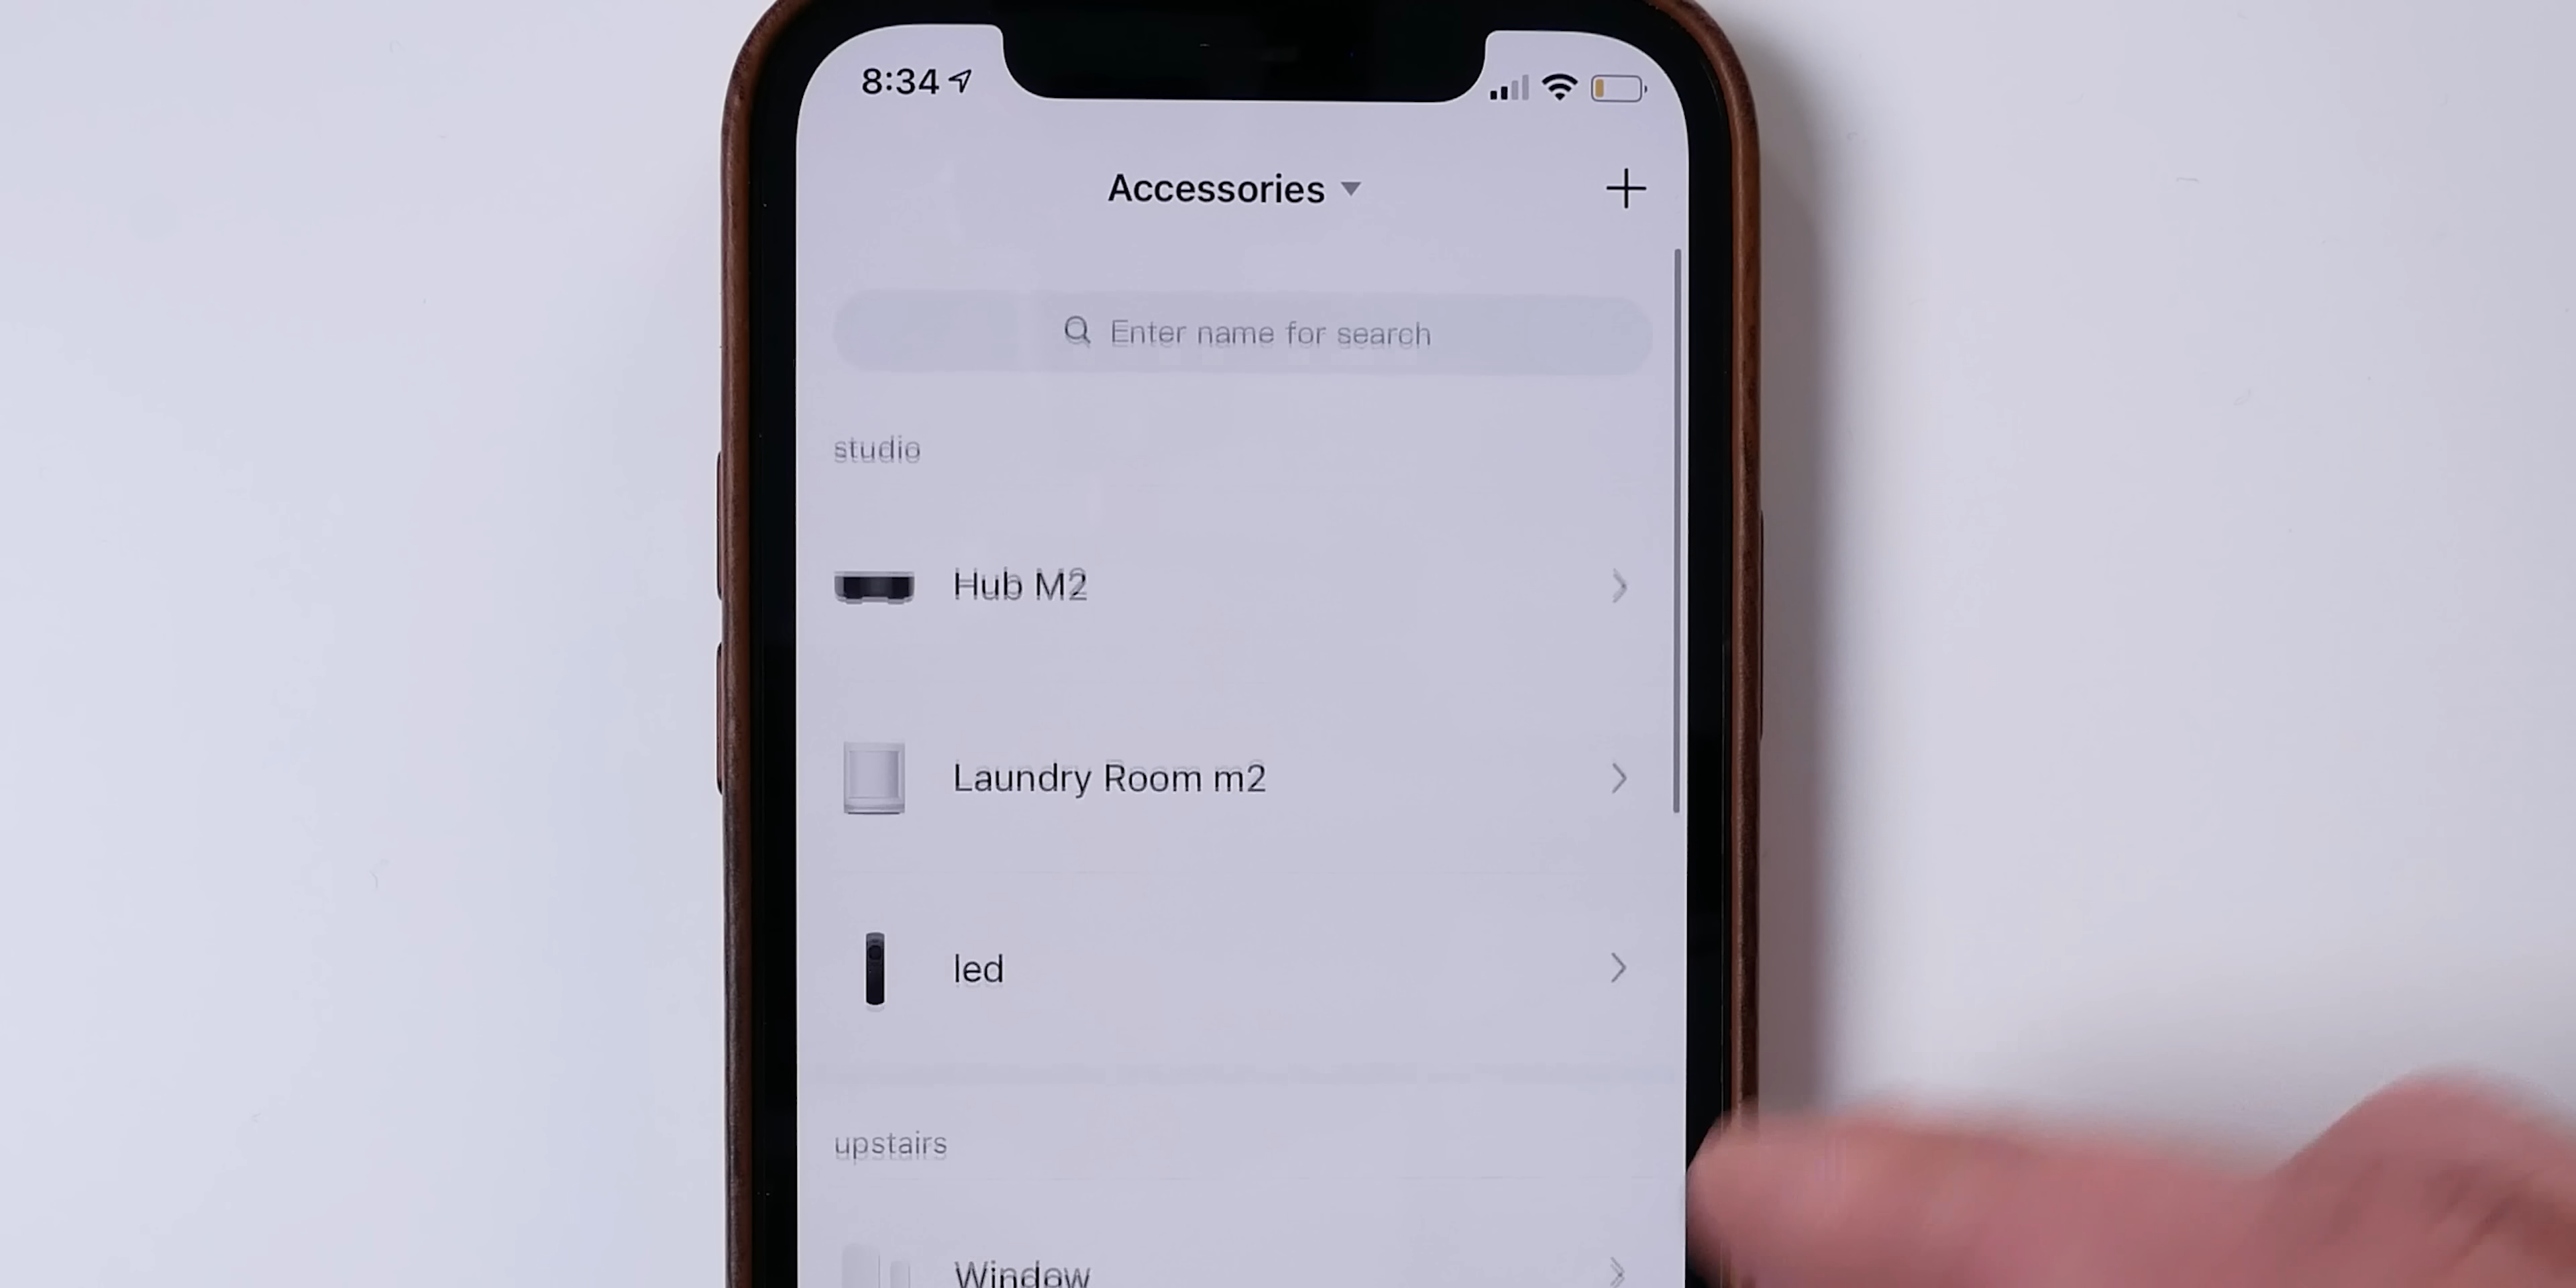 8:34
Accessories
Enter name for search
studio
Hub M2
Laundry Room m2
led
upstairs
Window